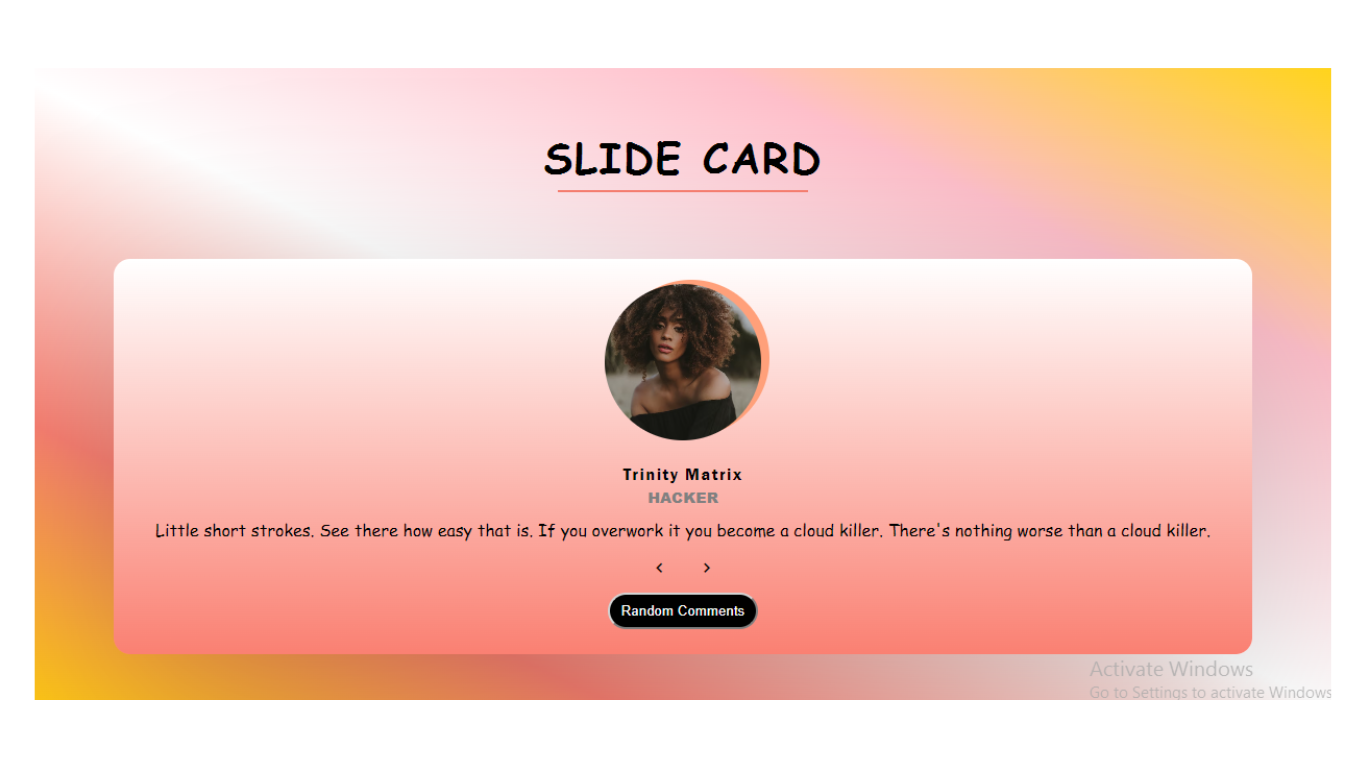 SLIDE CARD
Trinity Matrix
HACKER
Little short strokes. See there how easy that is. If you overwork it you become a cloud killer. There's nothing worse than a cloud killer.
Random Comments
Activate Windows
Go to Settings to activate Windows